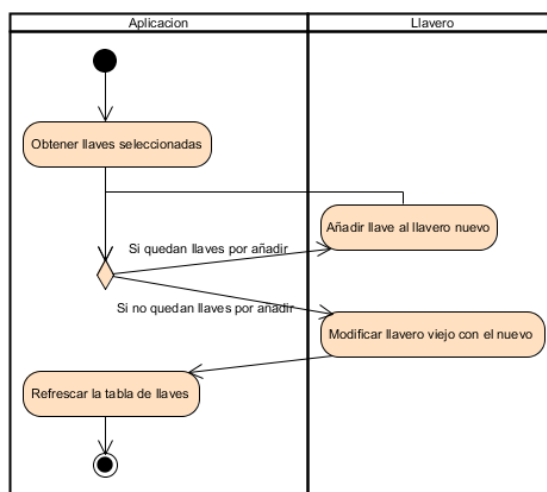 Aplicacion
Llavero
Obtener llaves seleccionadas
Añadir llave al llavero nuevo
Si quedan llaves por añadir
Si no quedan llaves por añadir
Modificar llavero viejo con el nuevo
Refrescar la tabla de llaves